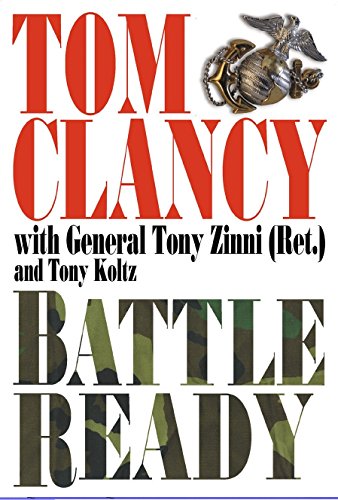 TOM
CLANCY
with General Tony Zinni (Ret.)
and Tony Koltz
BATTLE
READY